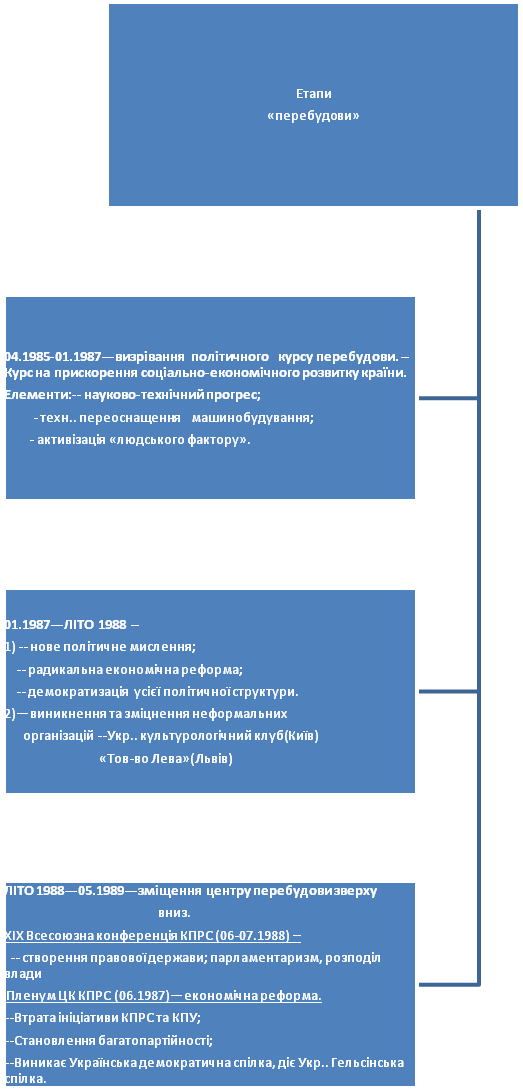 Етапи
«перебудови»
04.1985-01.1987—визрівання політичного курсу перебудови. –
Курс на прискорення соціально-економічного розвитку країни.
Елементи:-- науково-технічний прогрес;
- техн.. переоснащення машинобудування;
- активізація «людського фактору».
01.1987—ЛІТО 1988 –
1) -- нове політичне мислення;
-- радикальна економічна реформа;
-- демократизація усієї політичної структури.
2)—виникнення та зміцнення неформальних
організацій --Укр.. культурологічний клуб(Київ)
«Тов-во Лева»(Львів)
ЛІТО 1988—05.1989—зміщення центру перебудови зверху
вниз.
ХІХ Всесоюзна конференція КПРС (06-07.1988) –
-- створення правової держави; парламентаризм, розподіл
влади
Пленум ЦК КПРС (06.1987)— економічна реформа.
--Втрата ініціативи КПРС та КПУ;
--Становлення багатопартійності;
--Виникає Українська демократична спілка, діє Укр.. Гельсінська
спілка.